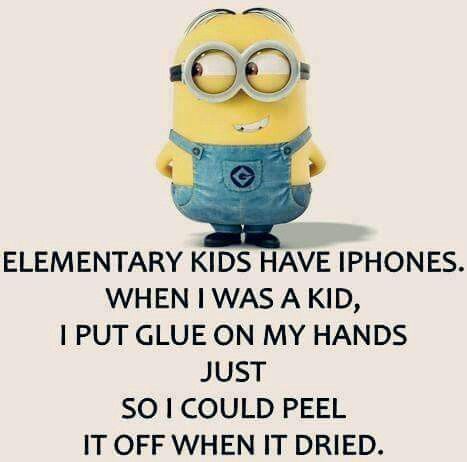 ELEMENTARY KIDS HAVE IPHONES.
WHEN I WAS A KID,
I PUT GLUE ON MY HANDS
JUST
SO I COULD PEEL
IT OFF WHEN IT DRIED.